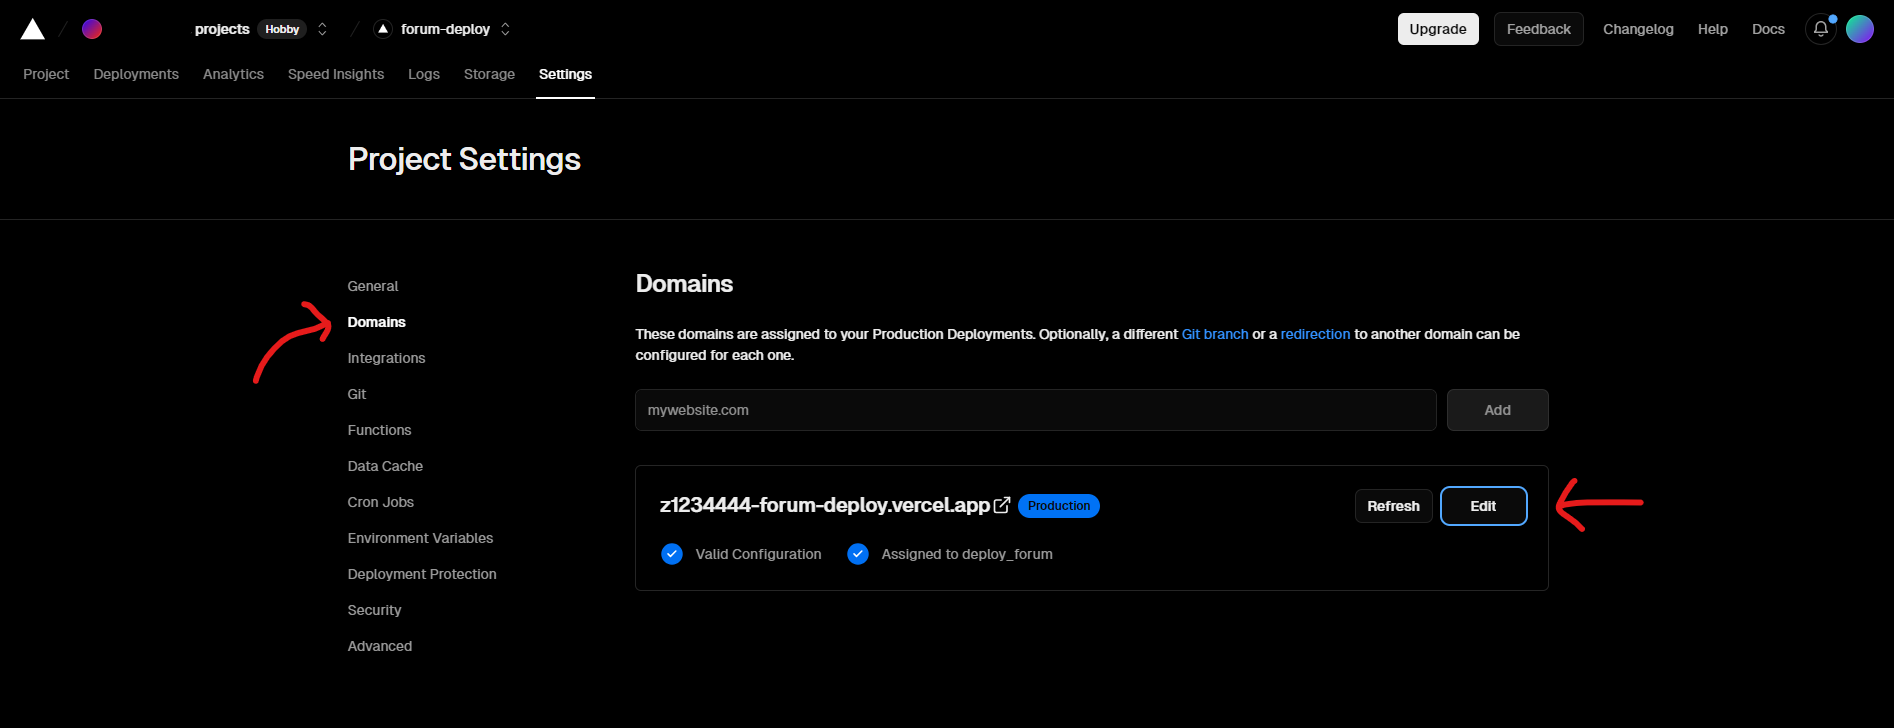 projects Hobby forum-deploy Upgrade Feedback Changelog Help Docs
Project Deployments Analytics Speed Insights Logs Storage Settings
Project Settings
General
Domains
Integrations
Git
Functions
Data Cache
Cron Jobs
Environment Variables
Deployment Protection
Security
Advanced
Domains
These domains are assigned to your Production Deployments. Optionally, a different Git branch or a redirection to another domain can be
configured for each one.
mywebsite.com Add
z1234444-forum-deploy.vercel.app Production Refresh Edit
Valid Configuration Assigned to deploy_forum